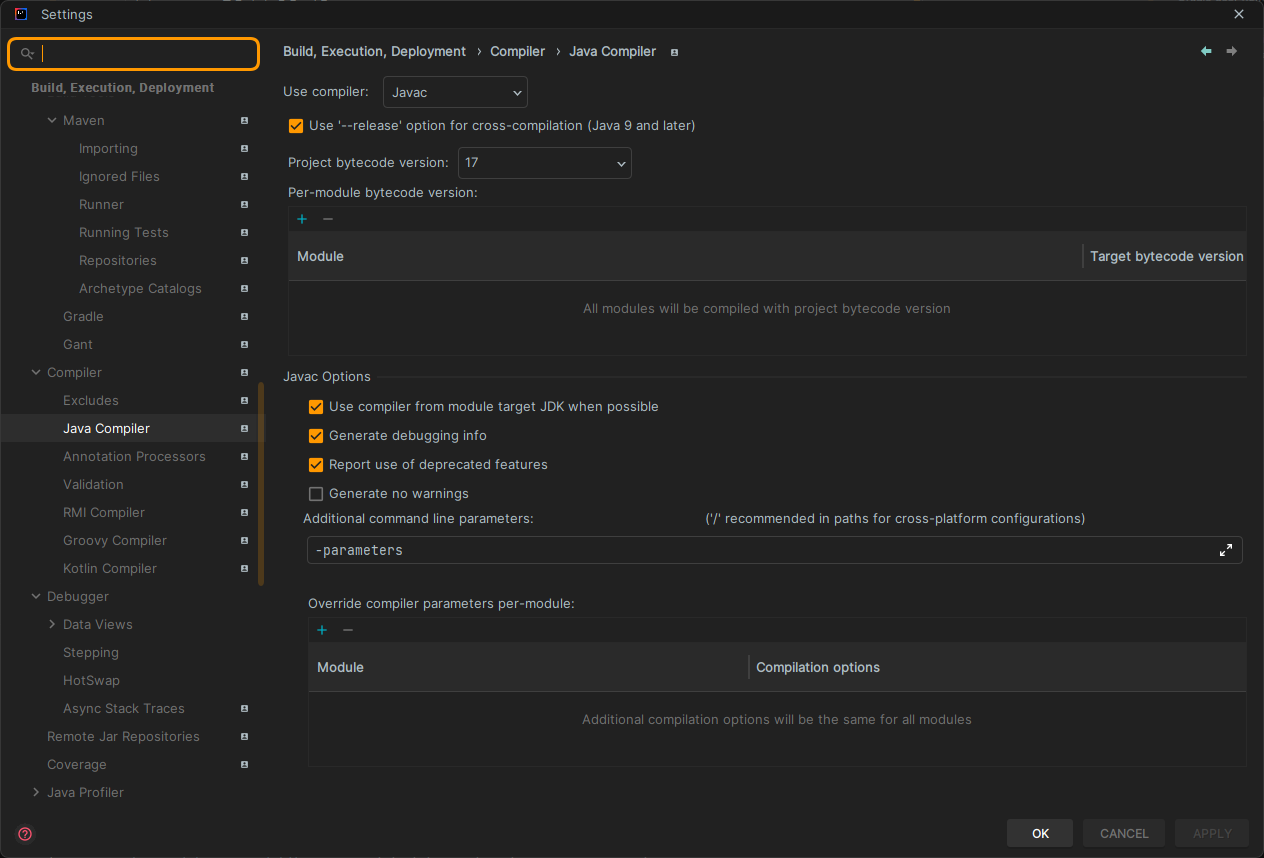 Settings
Build, Execution, Deployment
Maven
Importing
Ignored Files
Runner
Running Tests
Repositories
Archetype Catalogs
Gradle
Gant
Compiler
Excludes
Java Compiler
Annotation Processors
Validation
RMI Compiler
Groovy Compiler
Kotlin Compiler
Debugger
Data Views
Stepping
HotSwap
Async Stack Traces
Remote Jar Repositories
Coverage
Java Profiler
Build, Execution, Deployment › Compiler › Java Compiler
Use compiler: Javac
Use '--release' option for cross-compilation (Java 9 and later)
Project bytecode version: 17
Per-module bytecode version:
Module Target bytecode version
All modules will be compiled with project bytecode version
Javac Options
Use compiler from module target JDK when possible
Generate debugging info
Report use of deprecated features
Generate no warnings
Additional command line parameters: ('/' recommended in paths for cross-platform configurations)
-parameters
Override compiler parameters per-module:
Module Compilation options
Additional compilation options will be the same for all modules
OK CANCEL APPLY